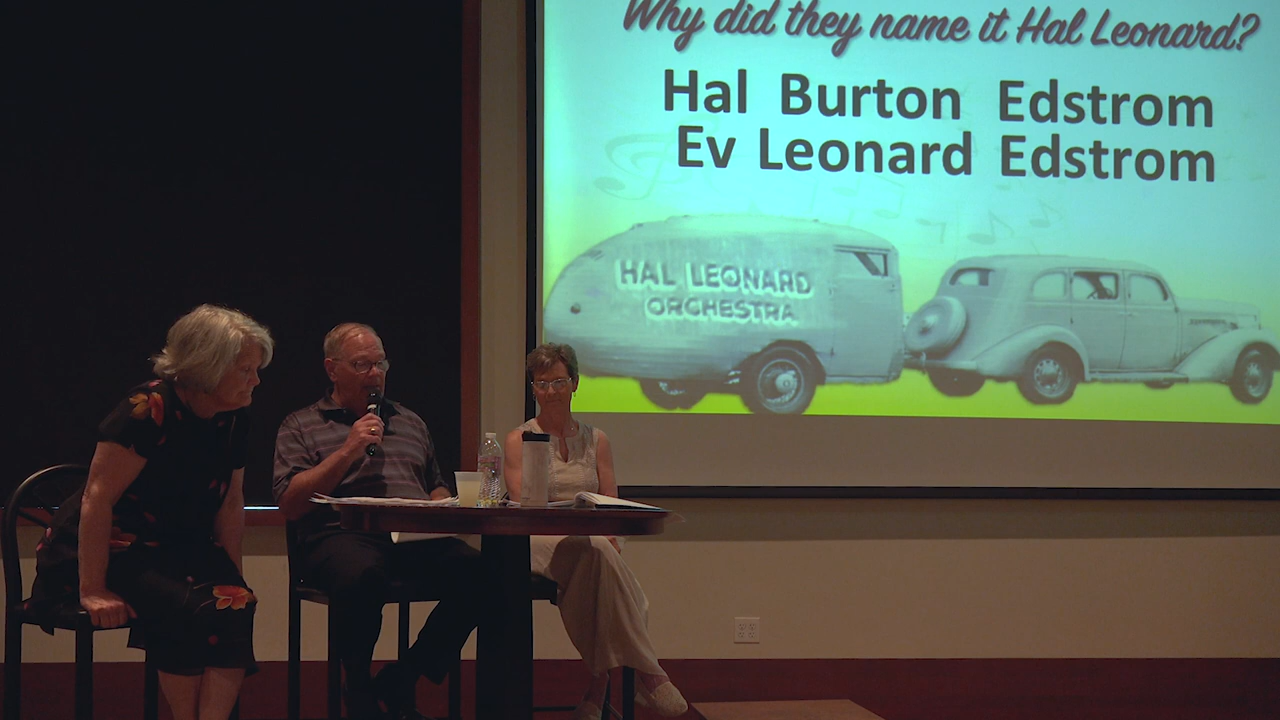 Why did they name it Hal Leonard?
Hal Burton Edstrom
Ev Leonard Edstrom
HAL LEONARD
ORCHESTRA